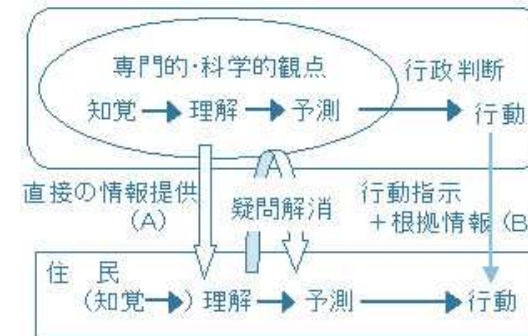 専門的・科学的観点
行政判断
知覚 理解 予測 行動
直接の情報提供
(A)
疑問解消
行動指示
+根拠情報(B
住 民
(知覚 )理解 予測 行動